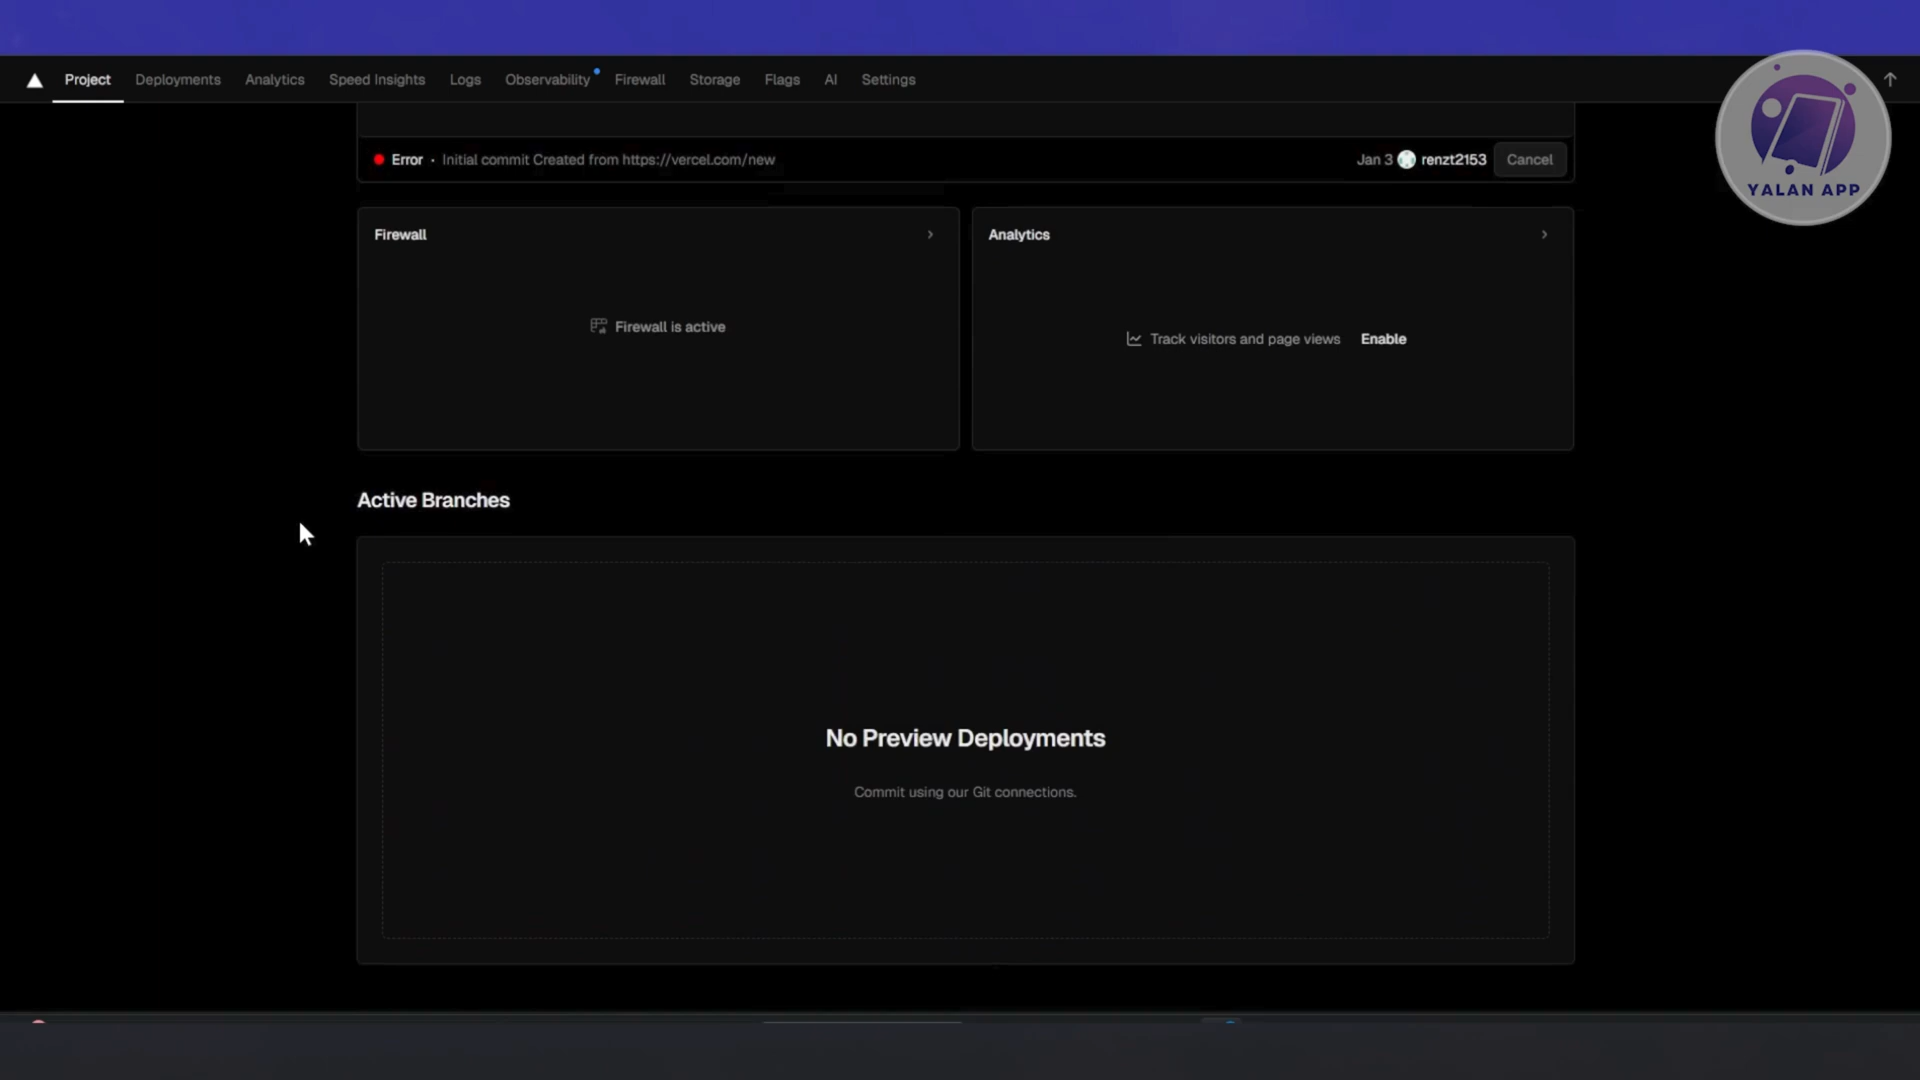 Project Deployments Analytics Speed Insights Logs Observability Firewall Storage Flags AI Settings
YALAN APP
Error · Initial commit Created from https://vercel.com/new Jan 3 renzt2153 Cancel
Firewall
Analytics
Firewall is active
Track visitors and page views Enable
Active Branches
No Preview Deployments
Commit using our Git connections.